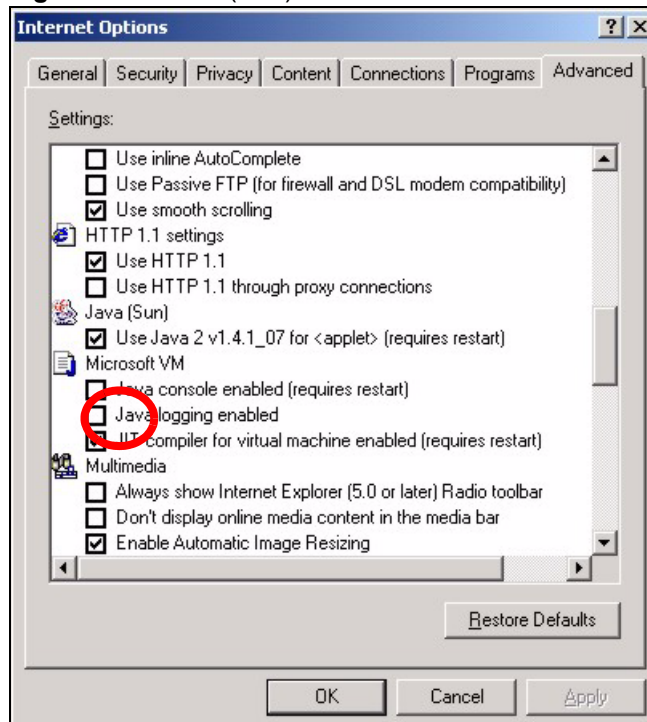 Internet Options
General Security Privacy Content Connections Programs Advanced
Settings:
Use inline AutoComplete
Use Passive FTP (for firewall and DSL modem compatibility)
Use smooth scrolling
HTTP 1.1 settings
Use HTTP 1.1
Use HTTP 1.1 through proxy connections
Java (Sun)
Use Java 2 v1.4.1_07 for <applet> (requires restart)
Microsoft VM
Java console enabled (requires restart)
Java logging enabled
JIT compiler for virtual machine enabled (requires restart)
Multimedia
Always show Internet Explorer (5.0 or later) Radio toolbar
Don't display online media content in the media bar
Enable Automatic Image Resizing
Restore Defaults
OK Cancel Apply